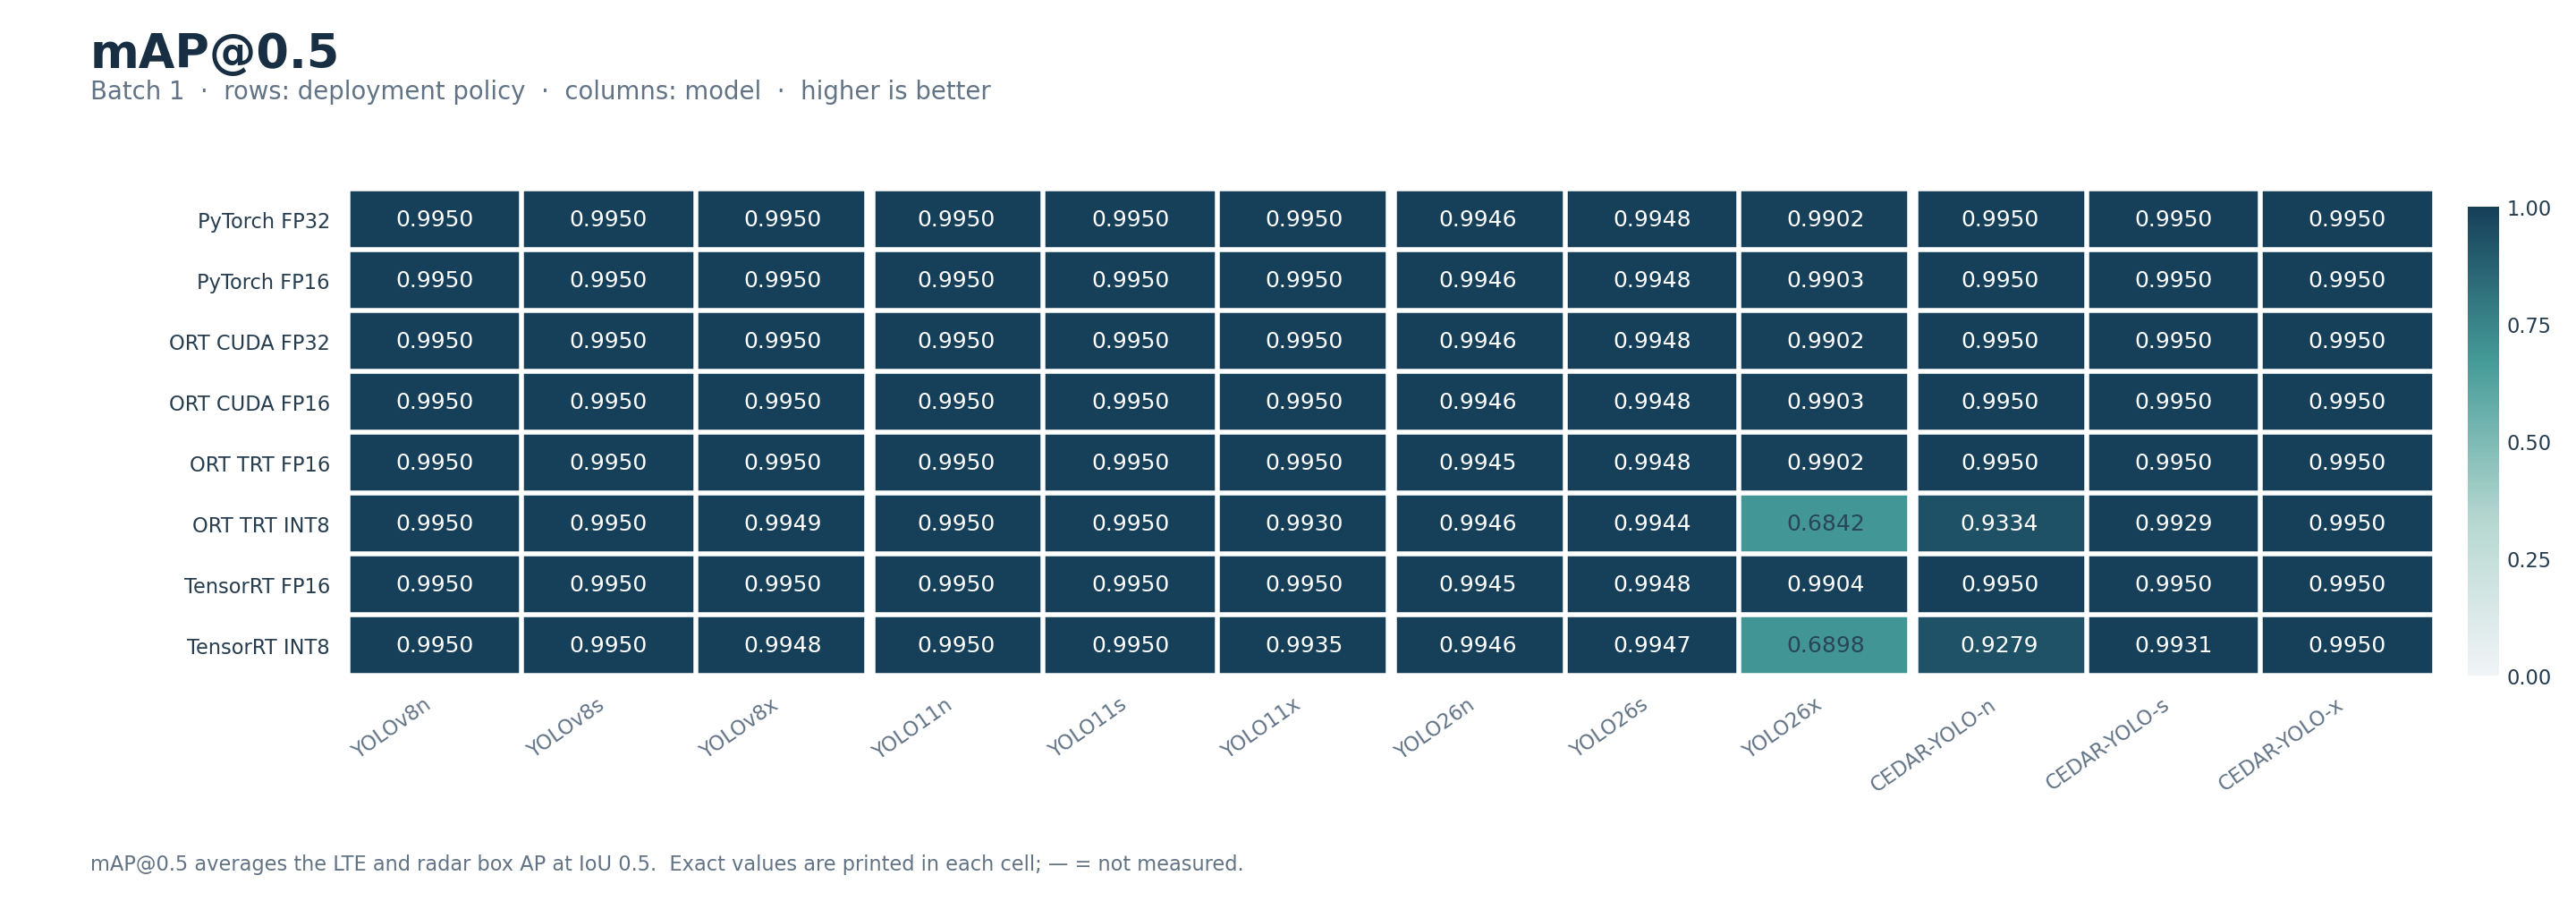 mAP@0.5
Batch 1 · rows: deployment policy · columns: model · higher is better
PyTorch FP32 0.9950 0.9950 0.9950 0.9950 0.9950 0.9950 0.9946 0.9948 0.9902 0.9950 0.9950 0.9950
PyTorch FP16 0.9950 0.9950 0.9950 0.9950 0.9950 0.9950 0.9946 0.9948 0.9903 0.9950 0.9950 0.9950
ORT CUDA FP32 0.9950 0.9950 0.9950 0.9950 0.9950 0.9950 0.9946 0.9948 0.9902 0.9950 0.9950 0.9950
ORT CUDA FP16 0.9950 0.9950 0.9950 0.9950 0.9950 0.9950 0.9946 0.9948 0.9903 0.9950 0.9950 0.9950
ORT TRT FP16 0.9950 0.9950 0.9950 0.9950 0.9950 0.9950 0.9945 0.9948 0.9902 0.9950 0.9950 0.9950
ORT TRT INT8 0.9950 0.9950 0.9949 0.9950 0.9950 0.9930 0.9946 0.9944 0.6842 0.9334 0.9929 0.9950
TensorRT FP16 0.9950 0.9950 0.9950 0.9950 0.9950 0.9950 0.9945 0.9948 0.9904 0.9950 0.9950 0.9950
TensorRT INT8 0.9950 0.9950 0.9948 0.9950 0.9950 0.9935 0.9946 0.9947 0.6898 0.9279 0.9931 0.9950
YOLOv8n YOLOv8s YOLOv8x YOLO11n YOLO11s YOLO11x YOLO26n YOLO26s YOLO26x CEDAR-YOLO-n CEDAR-YOLO-s CEDAR-YOLO-x
1.00
0.75
0.50
0.25
0.00
mAP@0.5 averages the LTE and radar box AP at IoU 0.5. Exact values are printed in each cell; — = not measured.